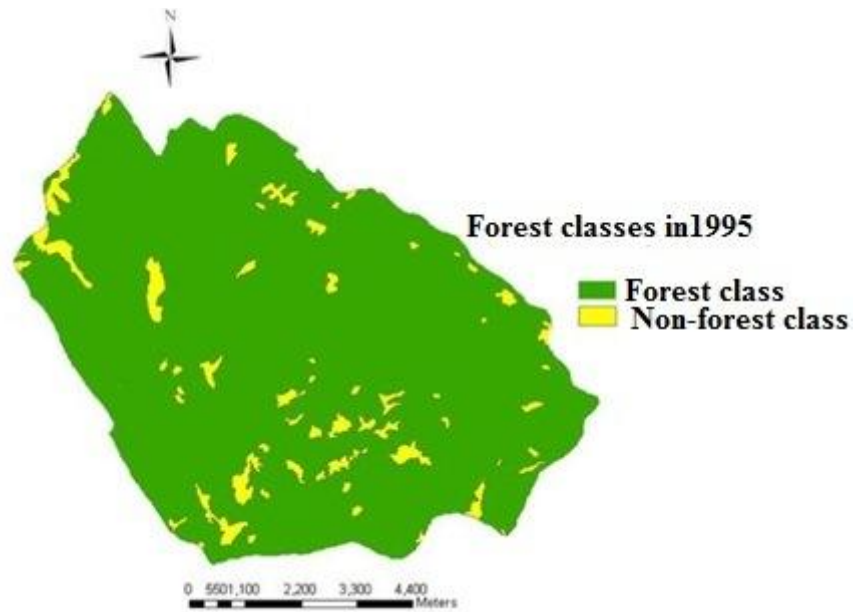 N
Forest classes in1995
Forest class
Non-forest class
0 5501,100 2,200 3,300 4,400
Meters